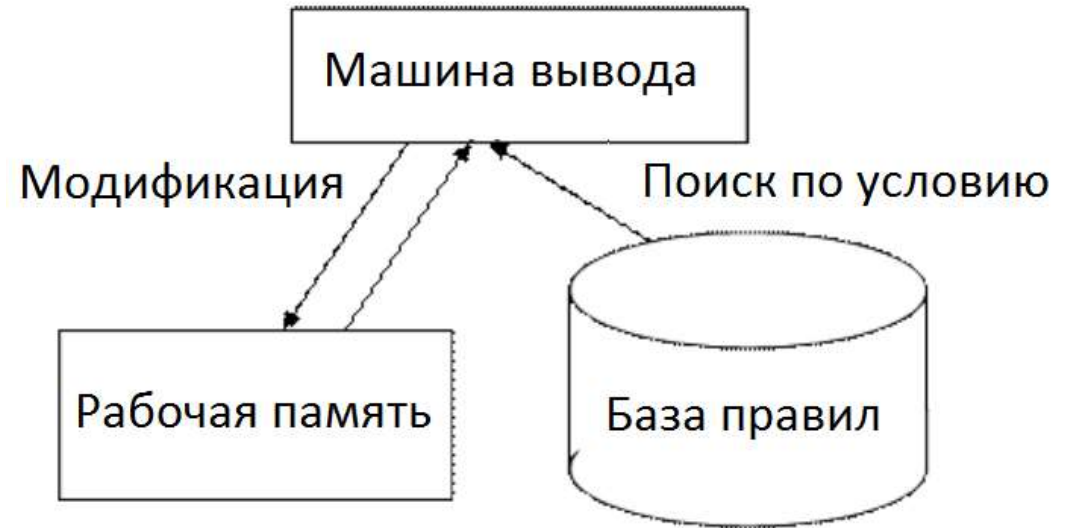 Машина вывода
Модификация
Поиск по условию
Рабочая память
База правил